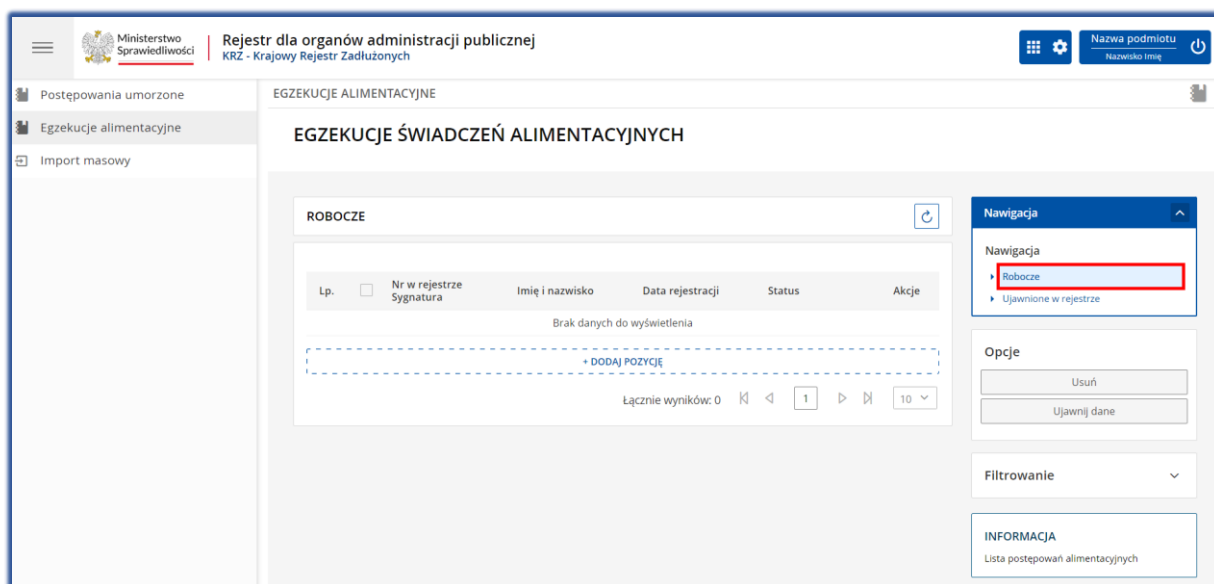 Ministerstwo
Sprawiedliwości
Rejestr dla organów administracji publicznej
KRZ - Krajowy Rejestr Zadłużonych
Nazwa podmiotu
Nazwisko Imię
Postępowania umorzone
Egzekucje alimentacyjne
Import masowy
EGZEKUCJE ALIMENTACYJNE
EGZEKUCJE ŚWIADCZEŃ ALIMENTACYJNYCH
ROBOCZE
Lp. Nr w rejestrze Sygnatura Imię i nazwisko Data rejestracji Status Akcje
Brak danych do wyświetlenia
+ DODAJ POZYCJĘ
Łącznie wyników: 0 1 10
Nawigacja
Nawigacja
Robocze
Ujawnione w rejestrze
Opcje
Usuń
Ujawnij dane
Filtrowanie
INFORMACJA
Lista postępowań alimentacyjnych